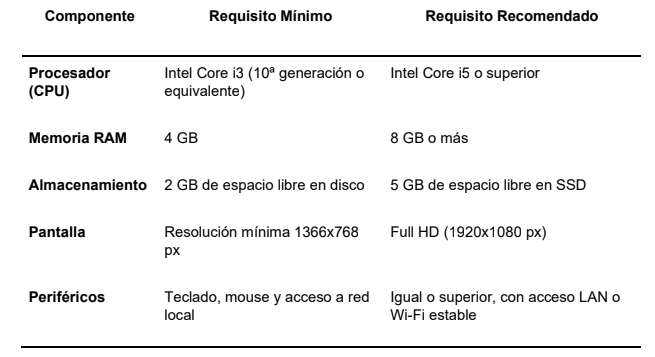 Componente Requisito Mínimo Requisito Recomendado
Procesador (CPU) Intel Core i3 (10ª generación o equivalente) Intel Core i5 o superior
Memoria RAM 4 GB 8 GB o más
Almacenamiento 2 GB de espacio libre en disco 5 GB de espacio libre en SSD
Pantalla Resolución mínima 1366x768 px Full HD (1920x1080 px)
Periféricos Teclado, mouse y acceso a red local Igual o superior, con acceso LAN o Wi-Fi estable